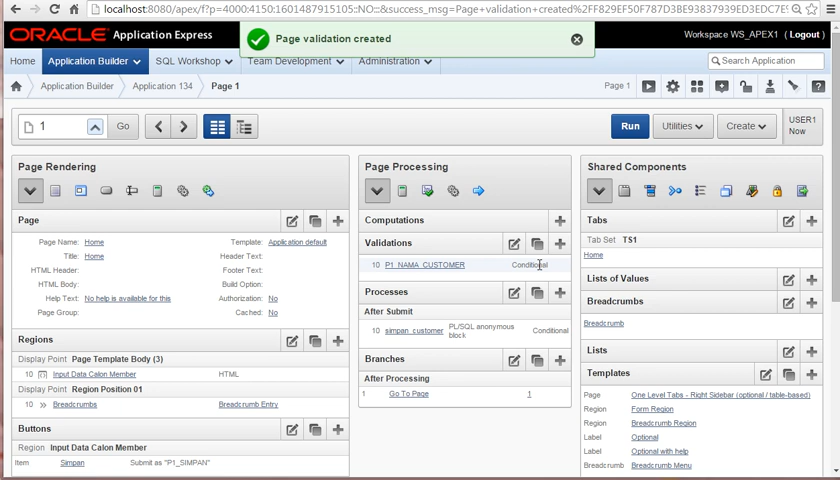 localhost:8080/apex/f?p=4000:4150:1601487915105::NO:::&success_msg=Page+validation+created%2FF829EF50F787D3BE93837939ED3EDC7E
ORACLE Application Express
Page validation created
Workspace WS_APEX1 ( Logout )
Home
Application Builder
SQL Workshop
Team Development
Administration
Search Application
Application Builder
Application 134
Page 1
Page 1
1
Go
Run
Utilities
Create
USER1
Now
Page Rendering
Page
Page Name: Home
Template: Application default
Title: Home
Header Text:
HTML Header:
Footer Text:
HTML Body:
Build Option:
Help Text: No help is available for this
Authorization: No
Page Group:
Cached: No
Regions
Display Point Page Template Body (3)
10 Input Data Calon Member HTML
Display Point Region Position 01
10 Breadcrumbs Breadcrumb Entry
Buttons
Region Input Data Calon Member
Item Simpan Submit as "P1_SIMPAN"
Page Processing
Computations
Validations
10 P1_NAMA_CUSTOMER Conditional
Processes
After Submit
10 simpan_customer PL/SQL anonymous block Conditional
Branches
After Processing
1 Go To Page 1
Shared Components
Tabs
Tab Set TS1
Home
Lists of Values
Breadcrumbs
Breadcrumb
Lists
Templates
Page One Level Tabs - Right Sidebar (optional / table-based)
Region Form Region
Region Breadcrumb Region
Label Optional
Label Optional with help
Breadcrumb Breadcrumb Menu